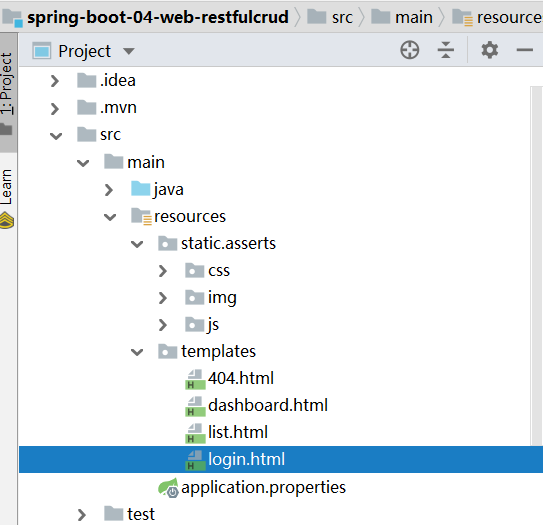 spring-boot-04-web-restfulcrud src main resource
1: Project
Project
.idea
.mvn
src
main
java
resources
static.asserts
css
img
js
templates
404.html
dashboard.html
list.html
login.html
application.properties
test
Learn